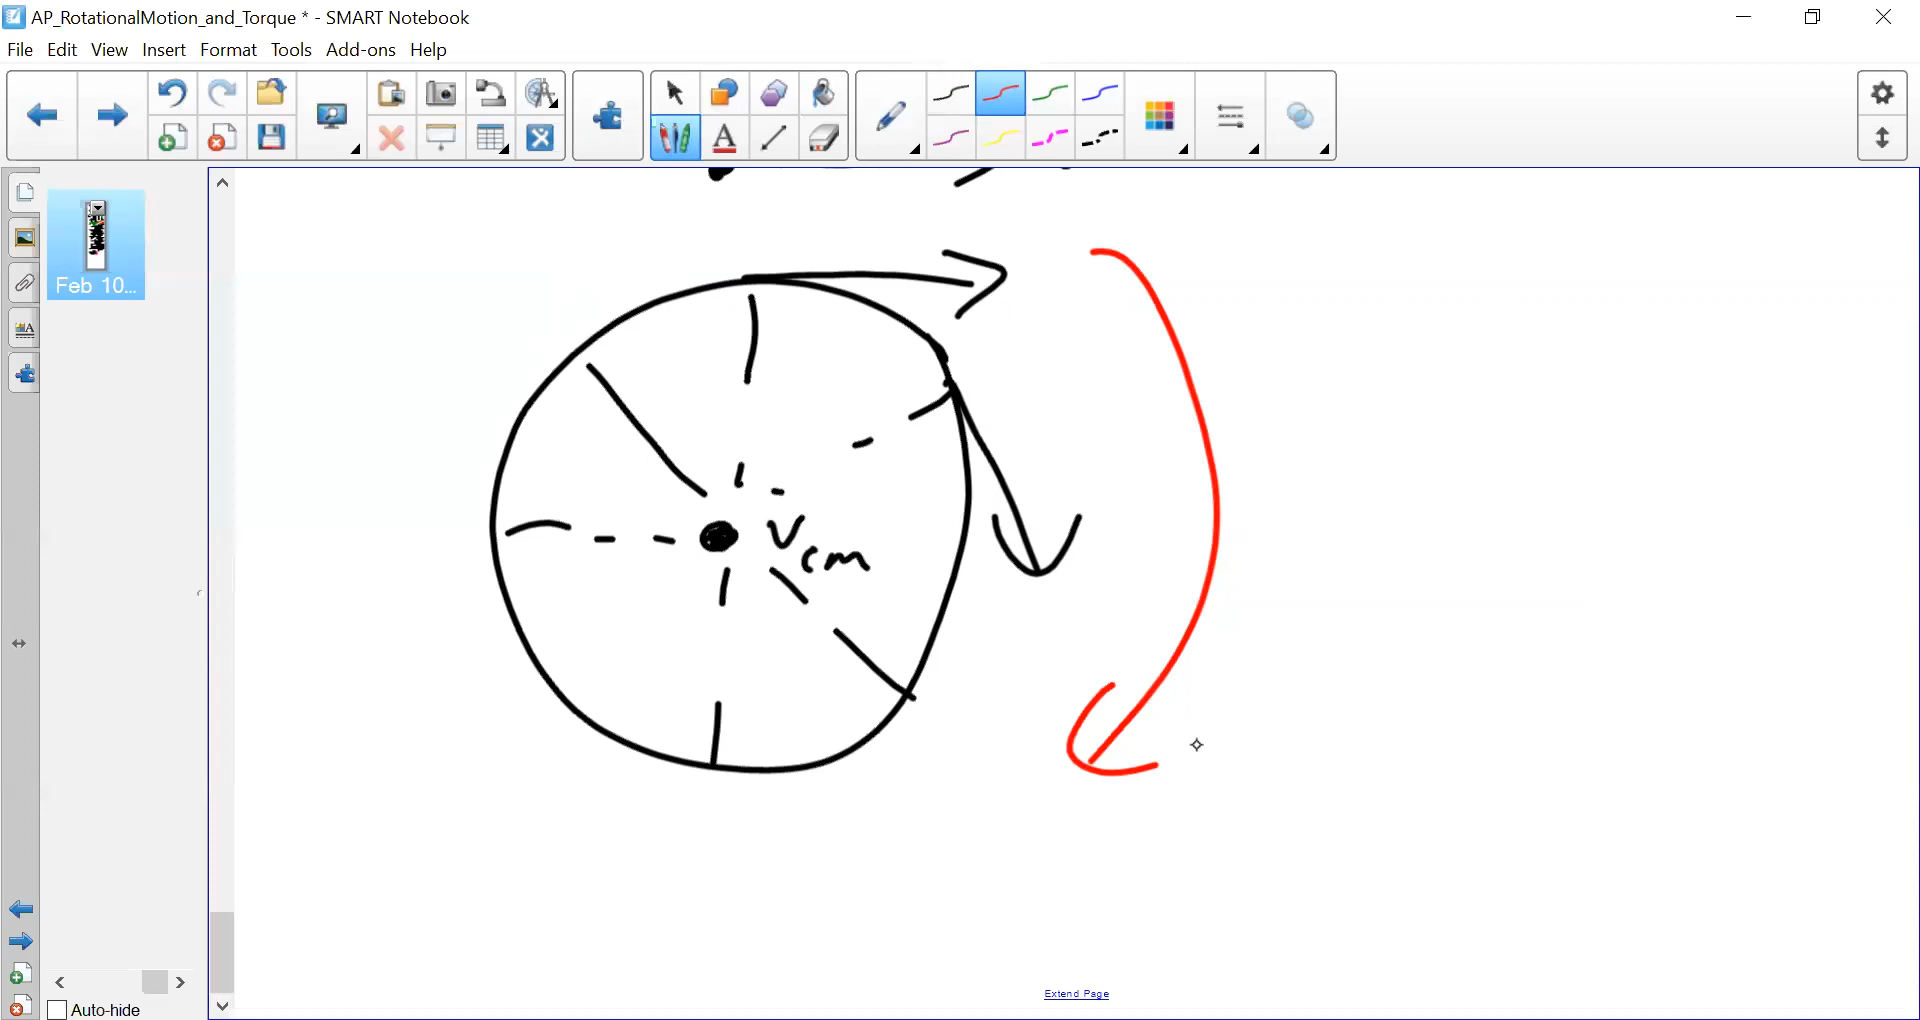 AP_RotationalMotion_and_Torque * - SMART Notebook
File Edit View Insert Format Tools Add-ons Help
Feb 10...
Vcm
Auto-hide
Extend Page